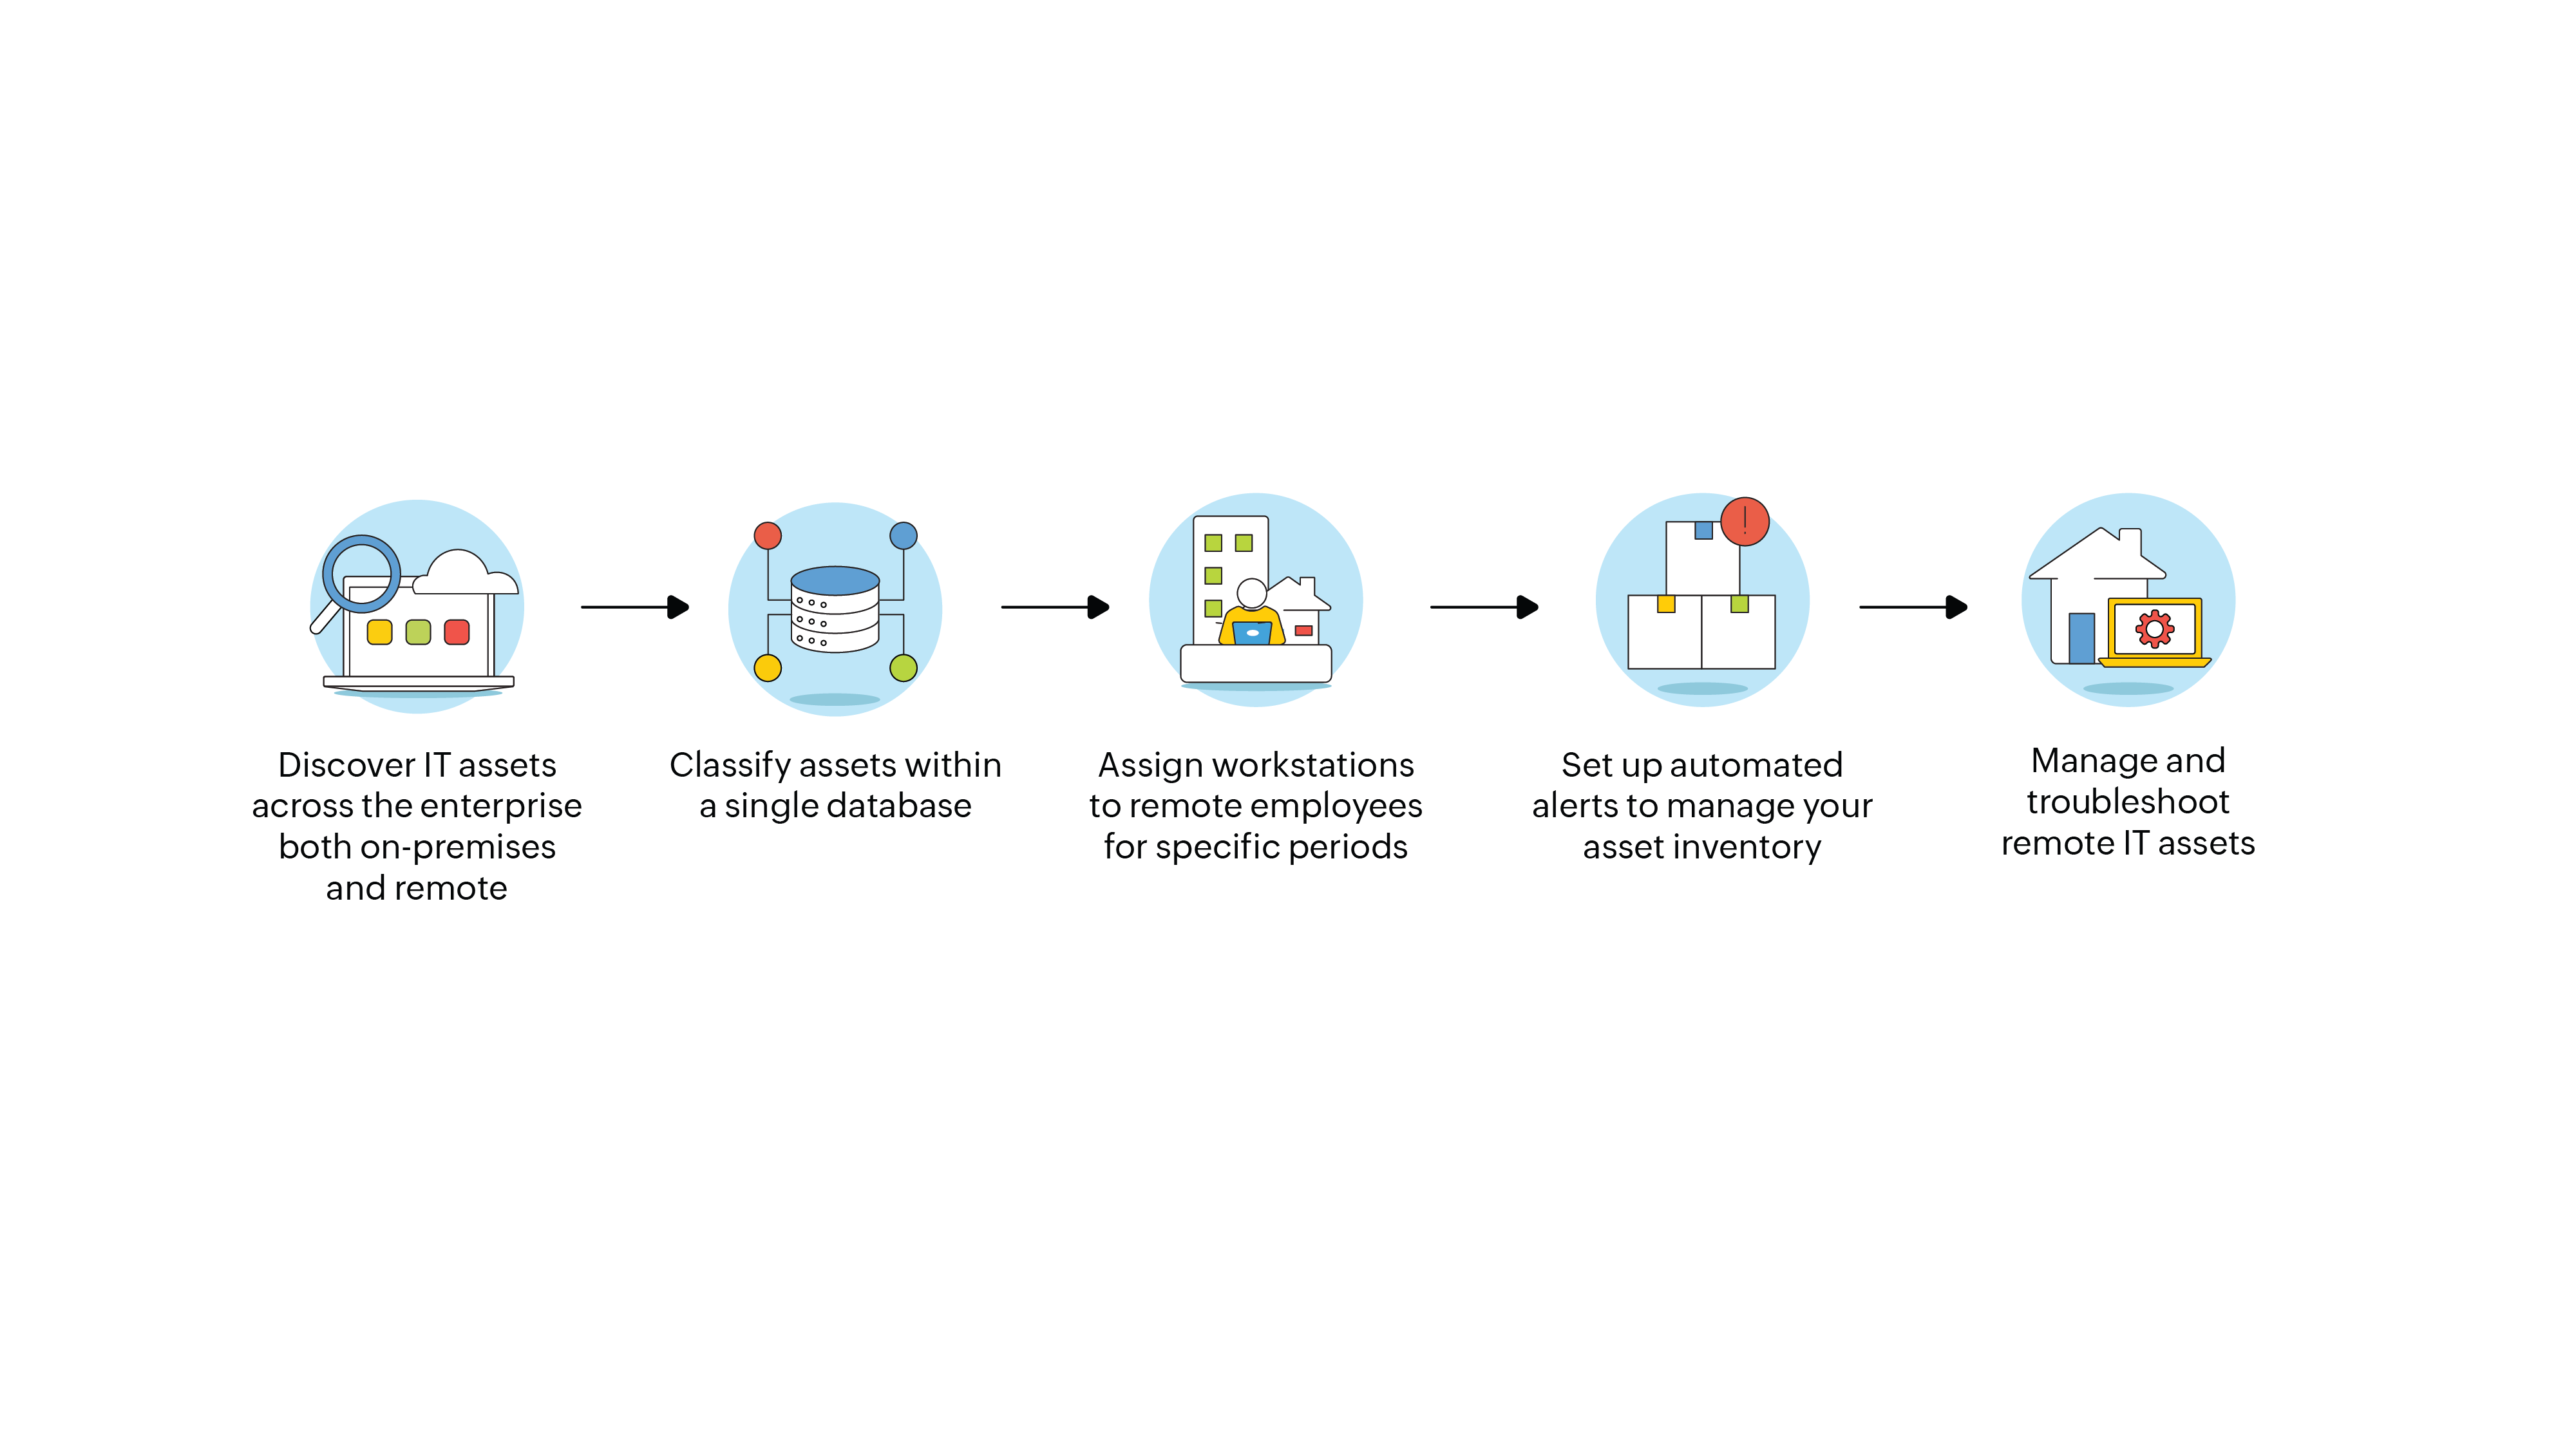 Discover IT assets
across the enterprise
both on-premises
and remote
Classify assets within
a single database
Assign workstations
to remote employees
for specific periods
!
Set up automated
alerts to manage your
asset inventory
Manage and
troubleshoot
remote IT assets